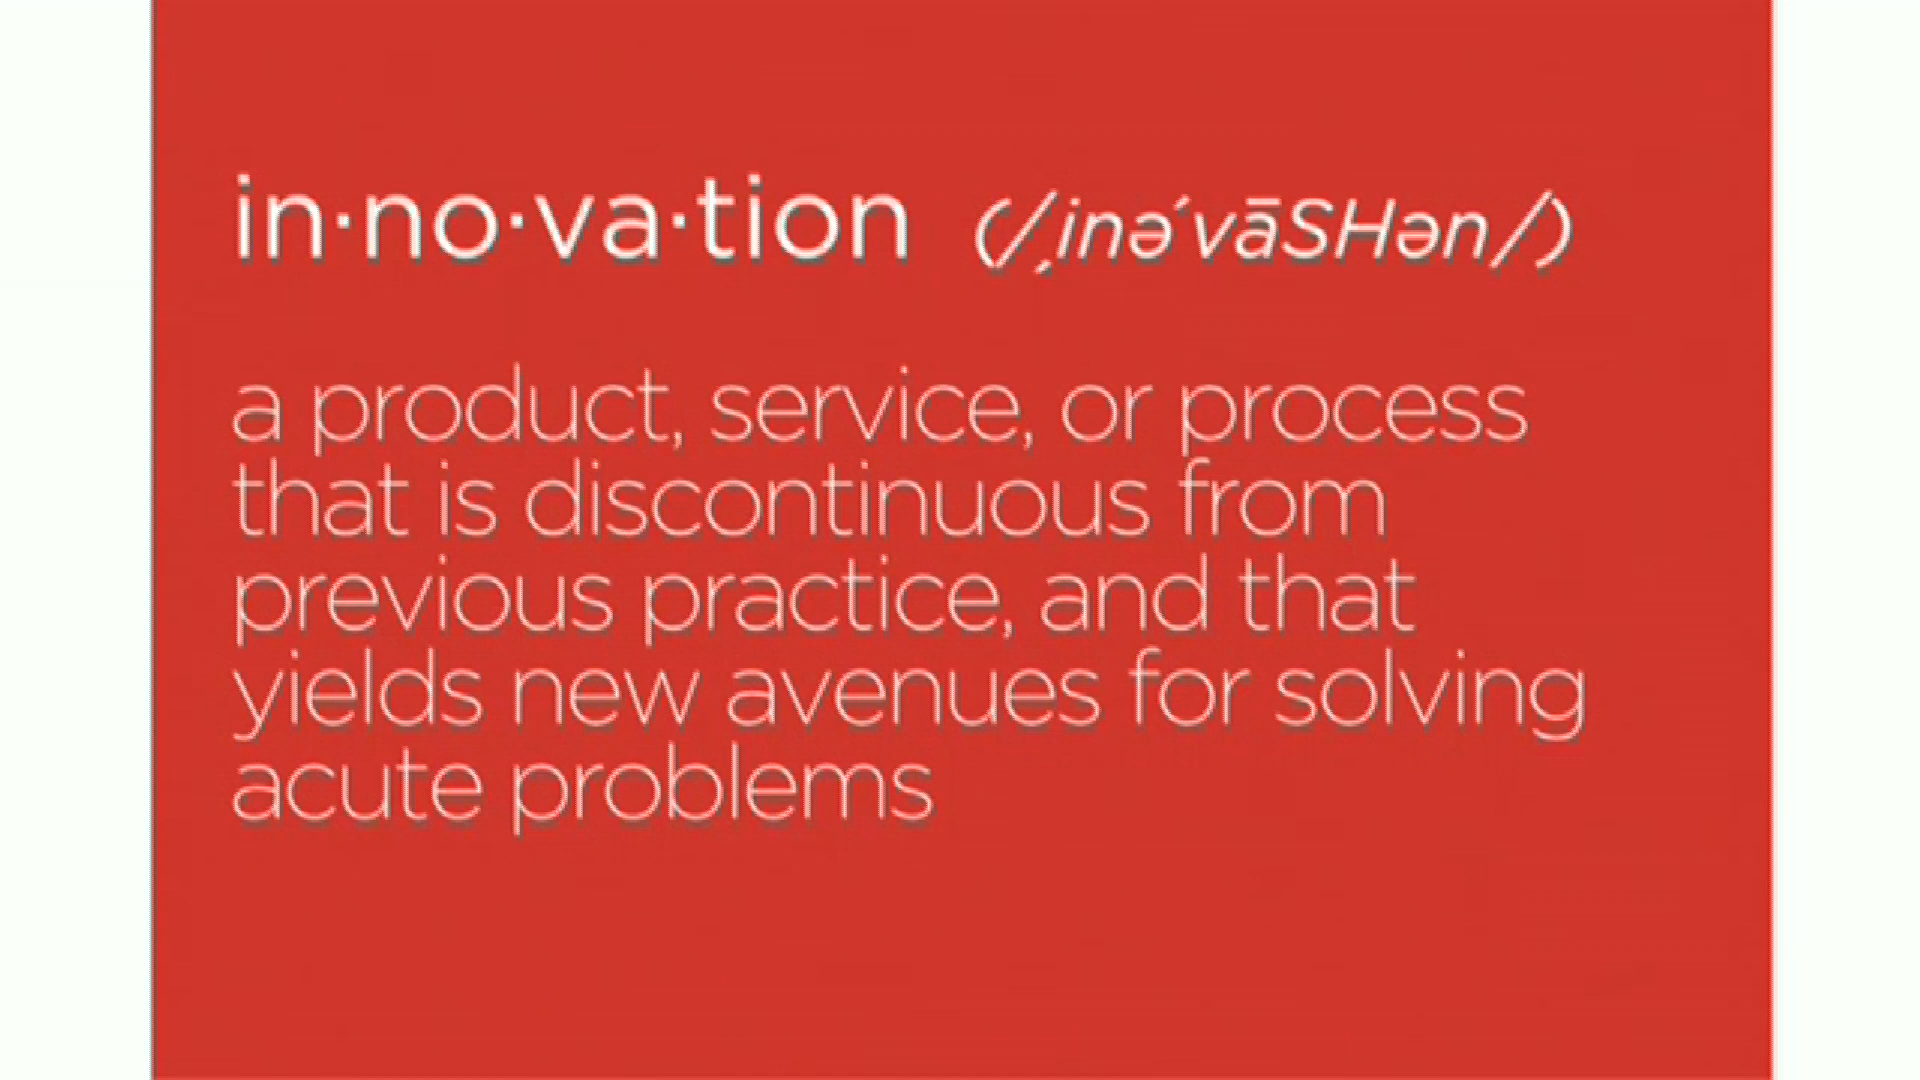 in·no·va·tion (/ˌinəˊvāSHən/)
a product, service, or process
that is discontinuous from
previous practice, and that
yields new avenues for solving
acute problems